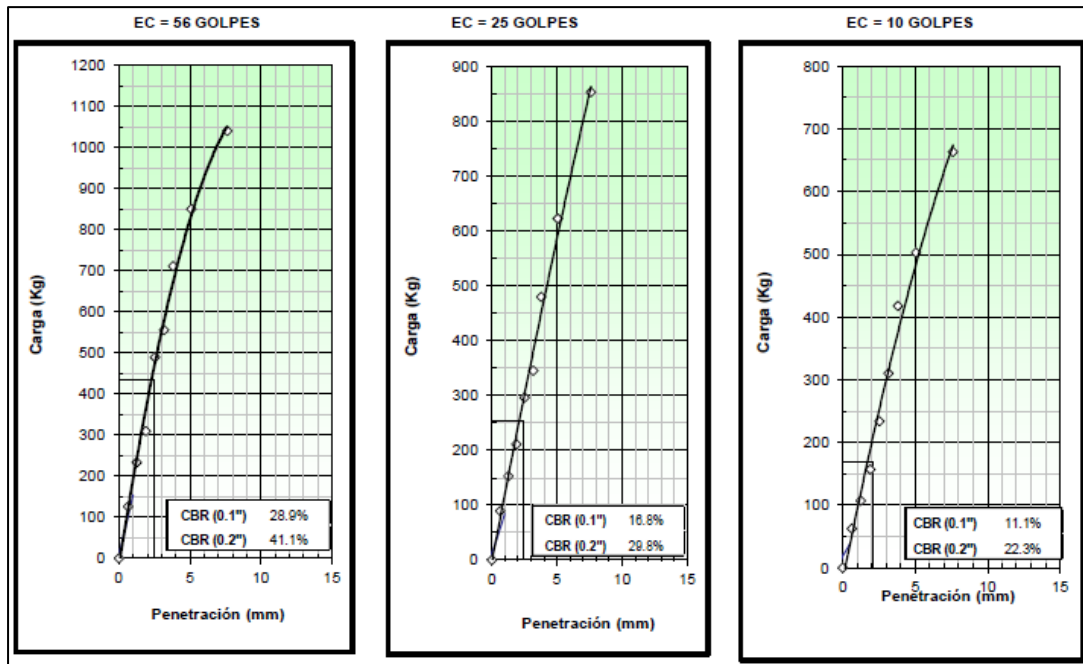 EC = 56 GOLPES
1200
1100
1000
900
800
700
600
500
400
300
200
100
0
Carga (Kg)
CBR (0.1") 28.9%
CBR (0.2") 41.1%
0 5 10 15
Penetración (mm)
EC = 25 GOLPES
900
800
700
600
500
400
300
200
100
0
Carga (Kg)
CBR (0.1") 16.8%
CBR (0.2") 29.8%
0 5 10 15
Penetración (mm)
EC = 10 GOLPES
800
700
600
500
400
300
200
100
0
Carga (Kg)
CBR (0.1") 11.1%
CBR (0.2") 22.3%
0 5 10 15
Penetración (mm)